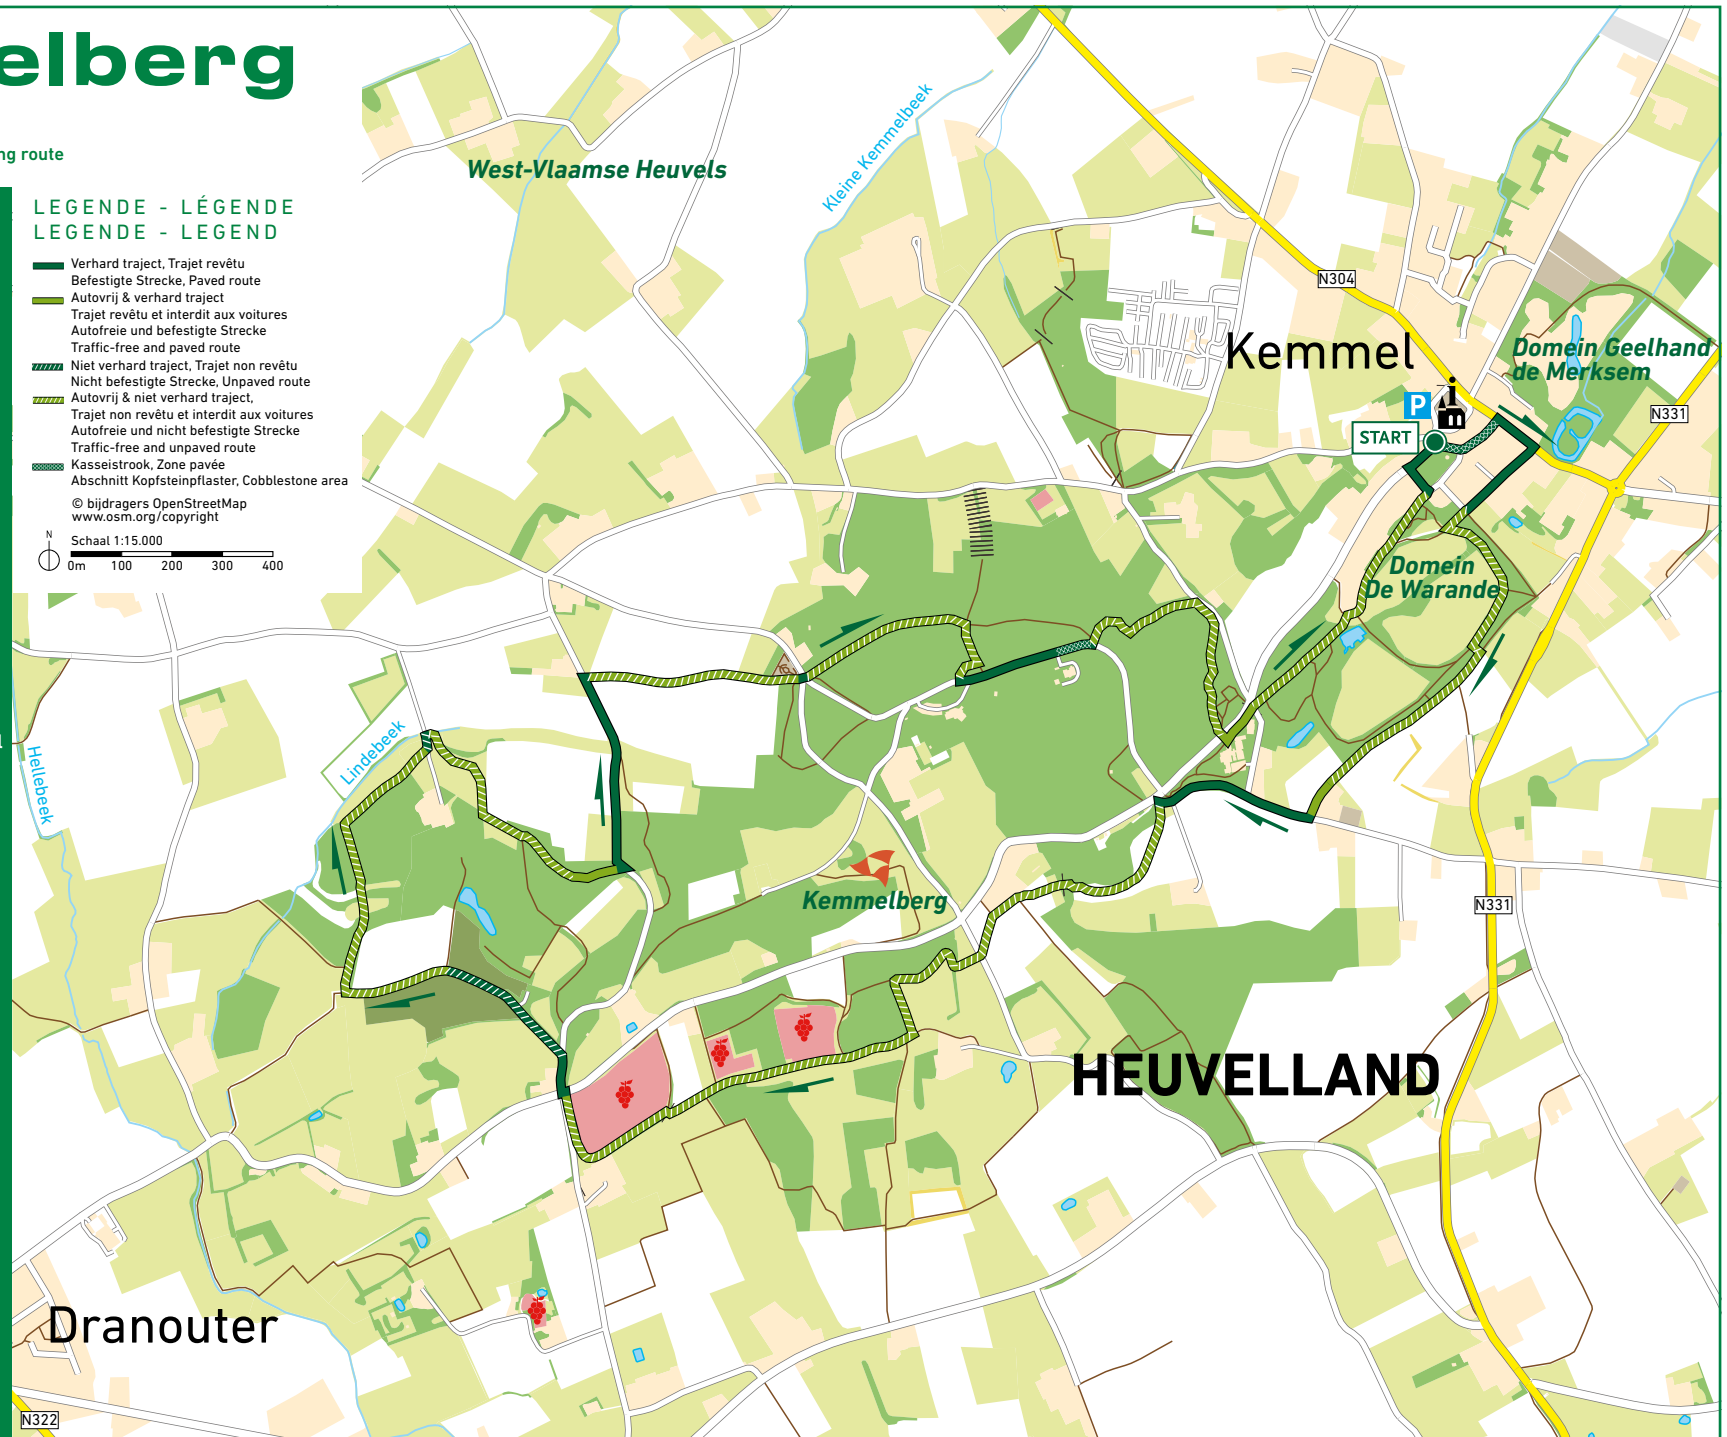 elberg
ng route
LEGENDE - LÉGENDE
LEGENDE - LEGEND
Verhard traject, Trajet revêtu
Befestigte Strecke, Paved route
Autovrij & verhard traject
Trajet revêtu et interdit aux voitures
Autofreie und befestigte Strecke
Traffic-free and paved route
Niet verhard traject, Trajet non revêtu
Nicht befestigte Strecke, Unpaved route
Autovrij & niet verhard traject,
Trajet non revêtu et interdit aux voitures
Autofreie und nicht befestigte Strecke
Traffic-free and unpaved route
Kasseistrook, Zone pavée
Abschnitt Kopfsteinpflaster, Cobblestone area
© bijdragers OpenStreetMap
www.osm.org/copyright
N
Schaal 1:15.000
0m 100 200 300 400
West-Vlaamse Heuvels
Kleine Kemmelbeek
N304
Kemmel
Domein Geelhand
de Merksem
N331
P
i
START
Domein
De Warande
Lindebeek
Hellebeek
Kemmelberg
N331
HEUVELLAND
Dranouter
N322